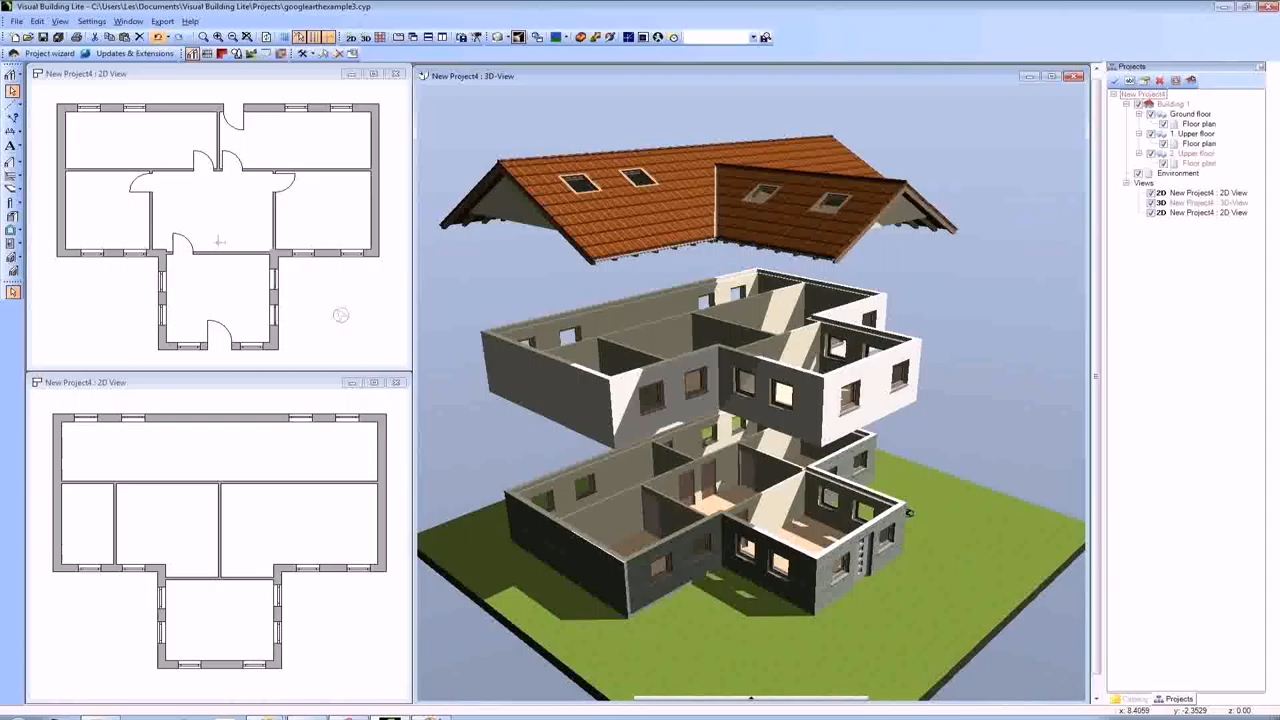 Visual Building Lite - C:\Users\Les\Documents\Visual Building Lite\Projects\googlearthexample3.cyp
File Edit View Settings Window Export Help
2D 3D
Project wizard Updates & Extensions
New Project4 : 2D View
New Project4 : 3D-View
New Project4 : 2D View
Projects
New Project4
Building 1
Ground floor
Floor plan
1. Upper floor
Floor plan
2. Upper floor
Floor plan
Environment
Views
2D New Project4 : 2D View
3D New Project4 : 3D-View
2D New Project4 : 2D View
Catalog Projects
x: 8.4059 y: -2.3529 z: 0.00